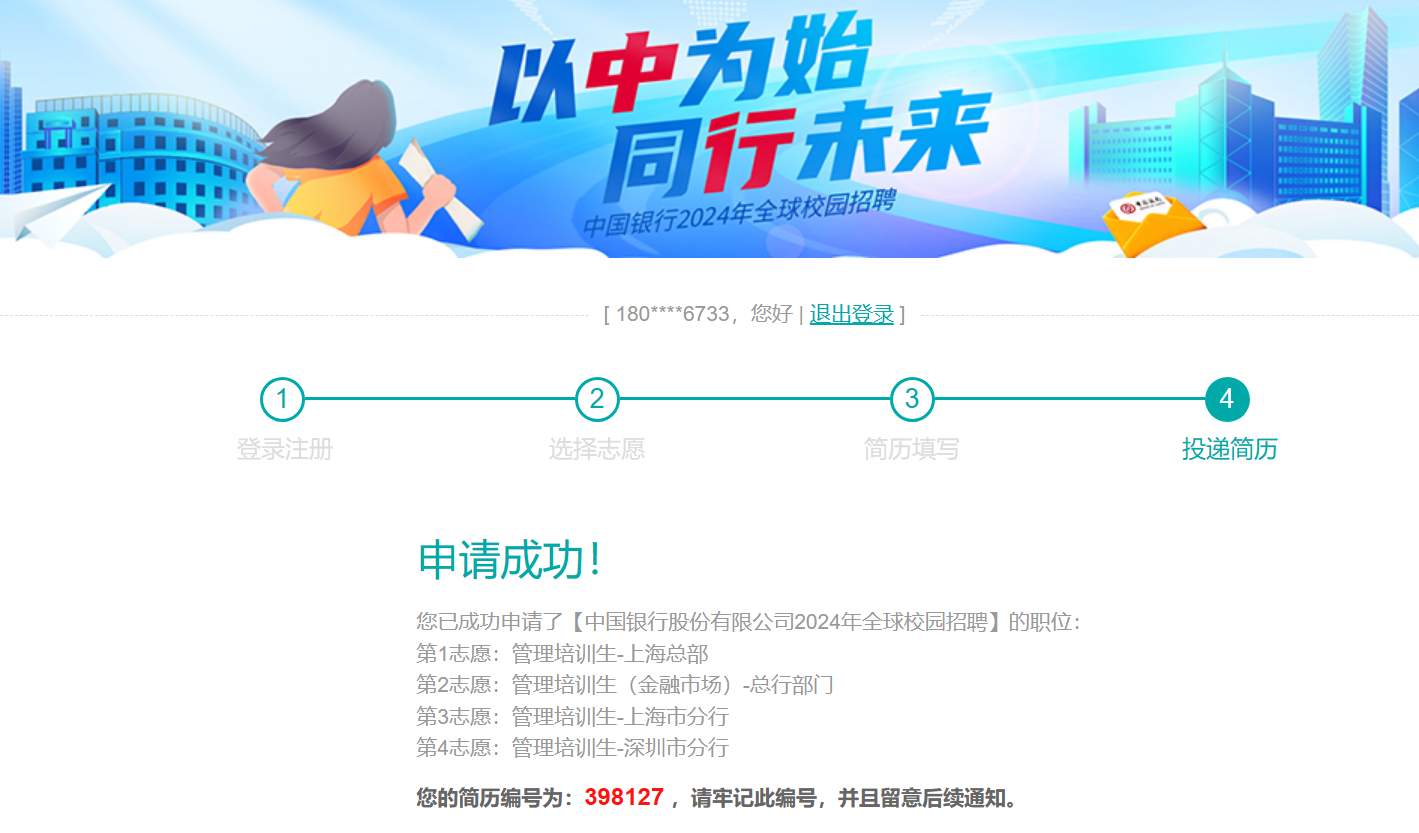 以中为始
同行未来
中国银行2024年全球校园招聘
[ 180****6733，您好 | 退出登录 ]
1 2 3 4
登录注册 选择志愿 简历填写 投递简历
申请成功！
您已成功申请了【中国银行股份有限公司2024年全球校园招聘】的职位：
第1志愿：管理培训生-上海总部
第2志愿：管理培训生（金融市场）-总行部门
第3志愿：管理培训生-上海市分行
第4志愿：管理培训生-深圳市分行
您的简历编号为：398127 ，请牢记此编号，并且留意后续通知。